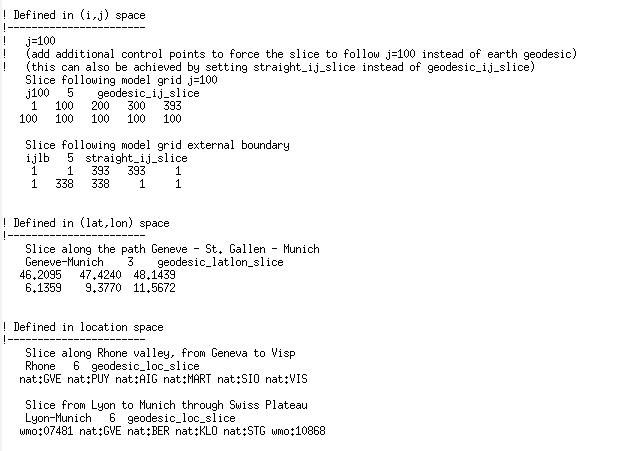 ! Defined in (i,j) space
!-----------------------
!   j=100
!   (add additional control points to force the slice to follow j=100 instead of earth geodesic)
!   (this can also be achieved by setting straight_ij_slice instead of geodesic_ij_slice)
    Slice following model grid j=100
    j100   5    geodesic_ij_slice
     1   100   200   300   393
   100   100   100   100   100

    Slice following model grid external boundary
    ijlb   5  straight_ij_slice
     1     1   393   393     1
     1   338   338     1     1

! Defined in (lat,lon) space
!-----------------------
    Slice along the path Geneve - St. Gallen - Munich
    Geneve-Munich    3    geodesic_latlon_slice
   46.2095   47.4240  48.1439
    6.1359    9.3770  11.5672

! Defined in location space
!-----------------------
    Slice along Rhone valley, from Geneva to Visp
    Rhone   6  geodesic_loc_slice
   nat:GVE nat:PUY nat:AIG nat:MART nat:SIO nat:VIS

    Slice from Lyon to Munich through Swiss Plateau
    Lyon-Munich   6  geodesic_loc_slice
   wmo:07481 nat:GVE nat:BER nat:KLO nat:STG wmo:10868